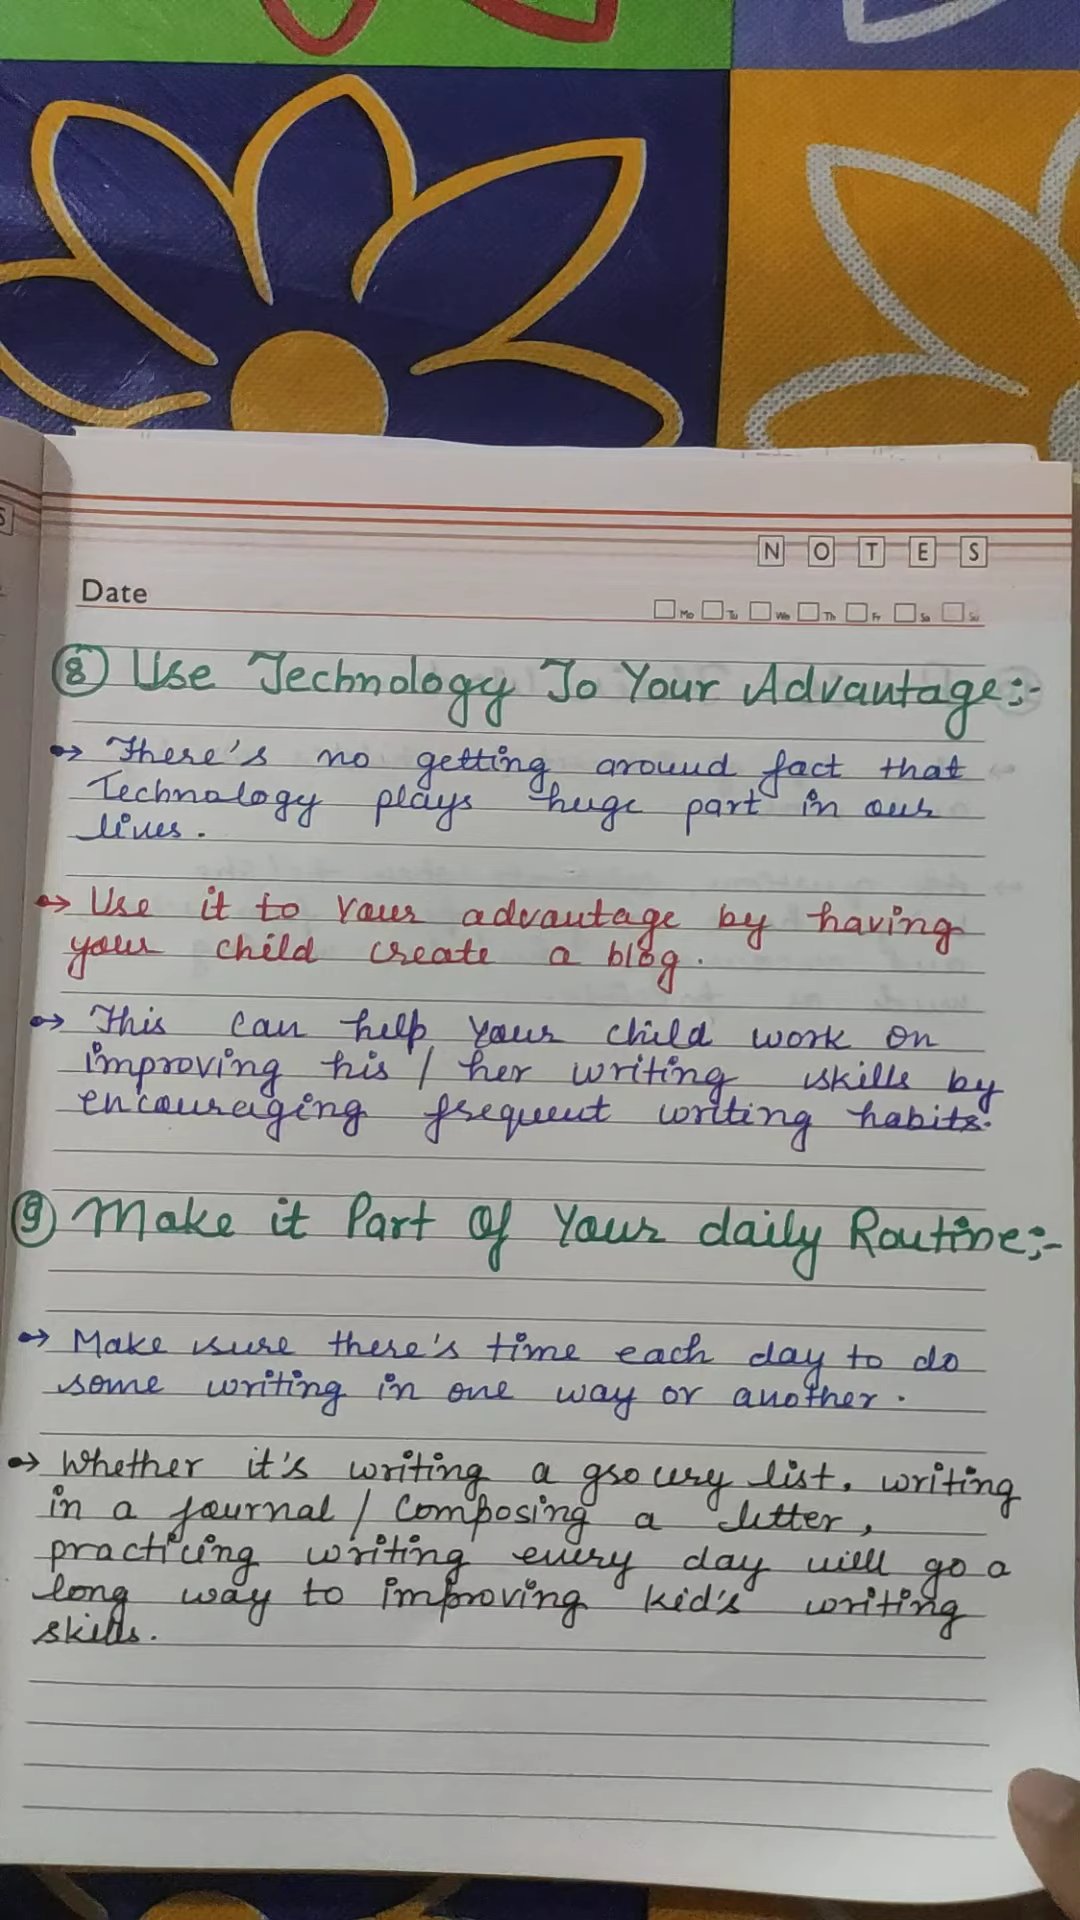 N O T E S
Date
Mo Tu We Th Fr Sa Su
⑧ Use Technology To Your Advantage:-
→ There's no getting around fact that
Technology plays huge part in our
lives.
→ Use it to your advantage by having
your child create a blog.
→ This can help your child work on
improving his / her writing skills by
encouraging frequent writing habits.
⑨ Make it Part Of Your daily Routine:-
→ Make sure there's time each day to do
some writing in one way or another.
→ Whether it's writing a grocery list, writing
in a journal / composing a letter,
practicing writing every day will go a
long way to improving kid's writing
skills.